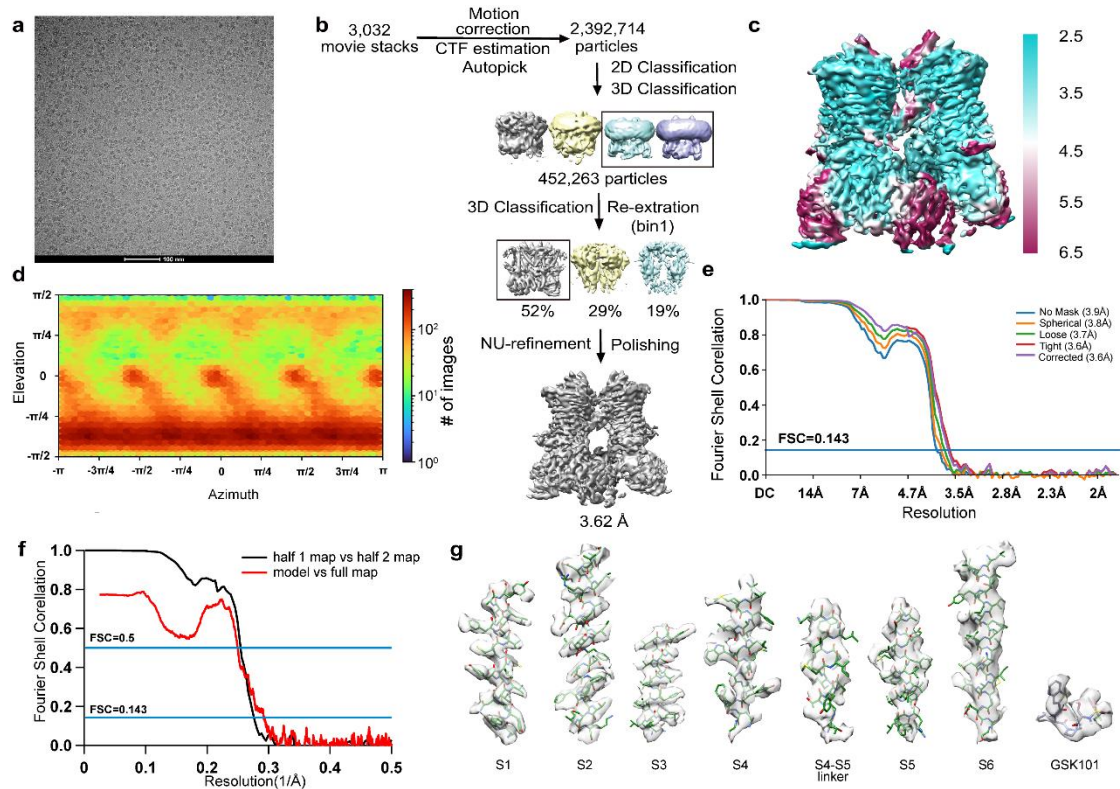 a
100 nm
b
3,032
movie stacks
Motion
correction
CTF estimation
Autopick
2,392,714
particles
2D Classification
3D Classification
452,263 particles
3D Classification
Re-extration
(bin1)
52%
29%
19%
NU-refinement
Polishing
3.62 Å
c
2.5
3.5
4.5
5.5
6.5
d
Elevation
π/2
π/4
0
-π/4
-π/2
-π
-3π/4
-π/2
-π/4
0
π/4
π/2
3π/4
π
Azimuth
10²
10¹
10⁰
# of images
e
Fourier Shell Corellation
1.0
0.8
0.6
0.4
0.2
0.0
No Mask (3.9Å)
Spherical (3.8Å)
Loose (3.7Å)
Tight (3.6Å)
Corrected (3.6Å)
FSC=0.143
DC
14Å
7Å
4.7Å
3.5Å
2.8Å
2.3Å
2Å
Resolution
f
Fourier Shell Corellation
1.0
0.8
0.6
0.4
0.2
0.0
half 1 map vs half 2 map
model vs full map
FSC=0.5
FSC=0.143
0
0.1
0.2
0.3
0.4
0.5
Resolution(1/Å)
g
S1
S2
S3
S4
S4-S5
linker
S5
S6
GSK101